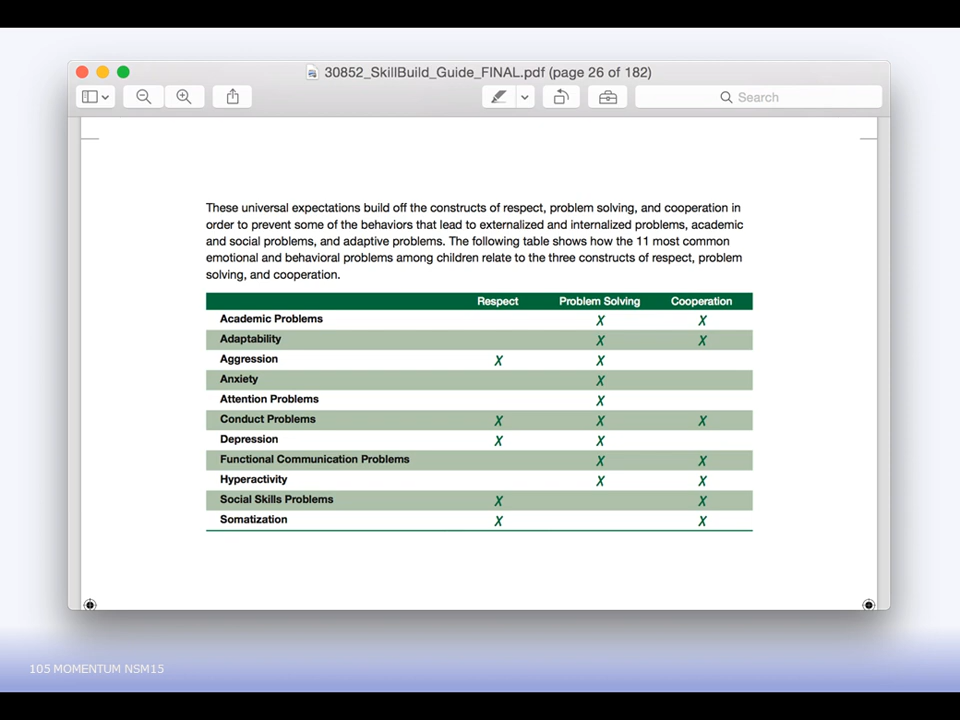 30852_SkillBuild_Guide_FINAL.pdf (page 26 of 182)
Search
These universal expectations build off the constructs of respect, problem solving, and cooperation in
order to prevent some of the behaviors that lead to externalized and internalized problems, academic
and social problems, and adaptive problems. The following table shows how the 11 most common
emotional and behavioral problems among children relate to the three constructs of respect, problem
solving, and cooperation.
Respect Problem Solving Cooperation
Academic Problems X X
Adaptability X X
Aggression X X
Anxiety X
Attention Problems X
Conduct Problems X X X
Depression X X
Functional Communication Problems X X
Hyperactivity X X
Social Skills Problems X X
Somatization X X
105 MOMENTUM NSM15